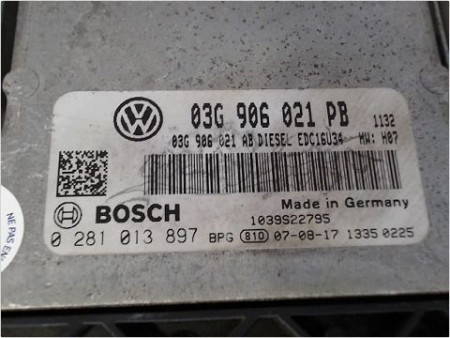 03G 906 021 PB 1132
03G 906 021 AB DIESEL EDC16U34 HW: H07
Made in Germany
BOSCH
1039S22795
0 281 013 897 BPG 810 07-08-17 1335 0225
NE PAS EN